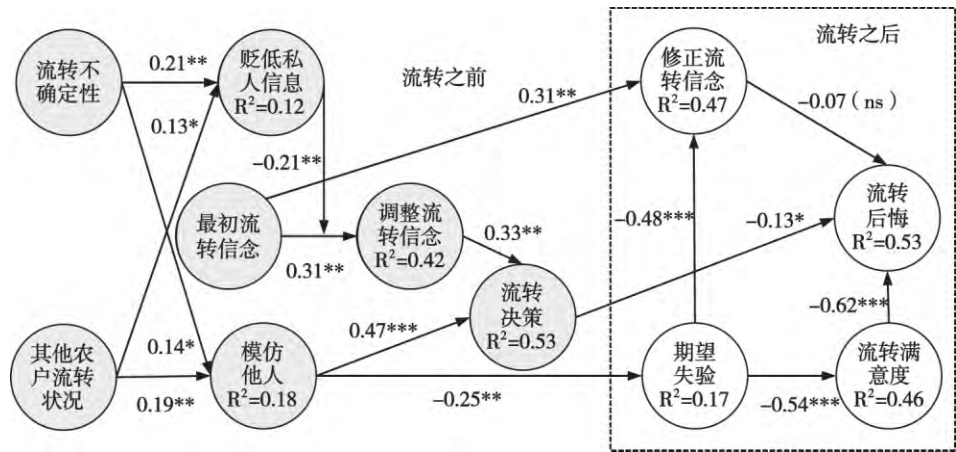 流转不
确定性
0.21**
贬低私
人信息
R²=0.12
流转之前
流转之后
修正流
转信念
R²=0.47
0.13*
0.31**
-0.07（ns）
-0.21**
最初流
转信念
0.31**
调整流
转信念
R²=0.42
0.33**
-0.48***
-0.13*
流转
后悔
R²=0.53
流转
决策
R²=0.53
其他农
户流转
状况
0.14*
0.19**
模仿
他人
R²=0.18
0.47***
-0.25**
期望
失验
R²=0.17
-0.62***
-0.54***
流转满
意度
R²=0.46